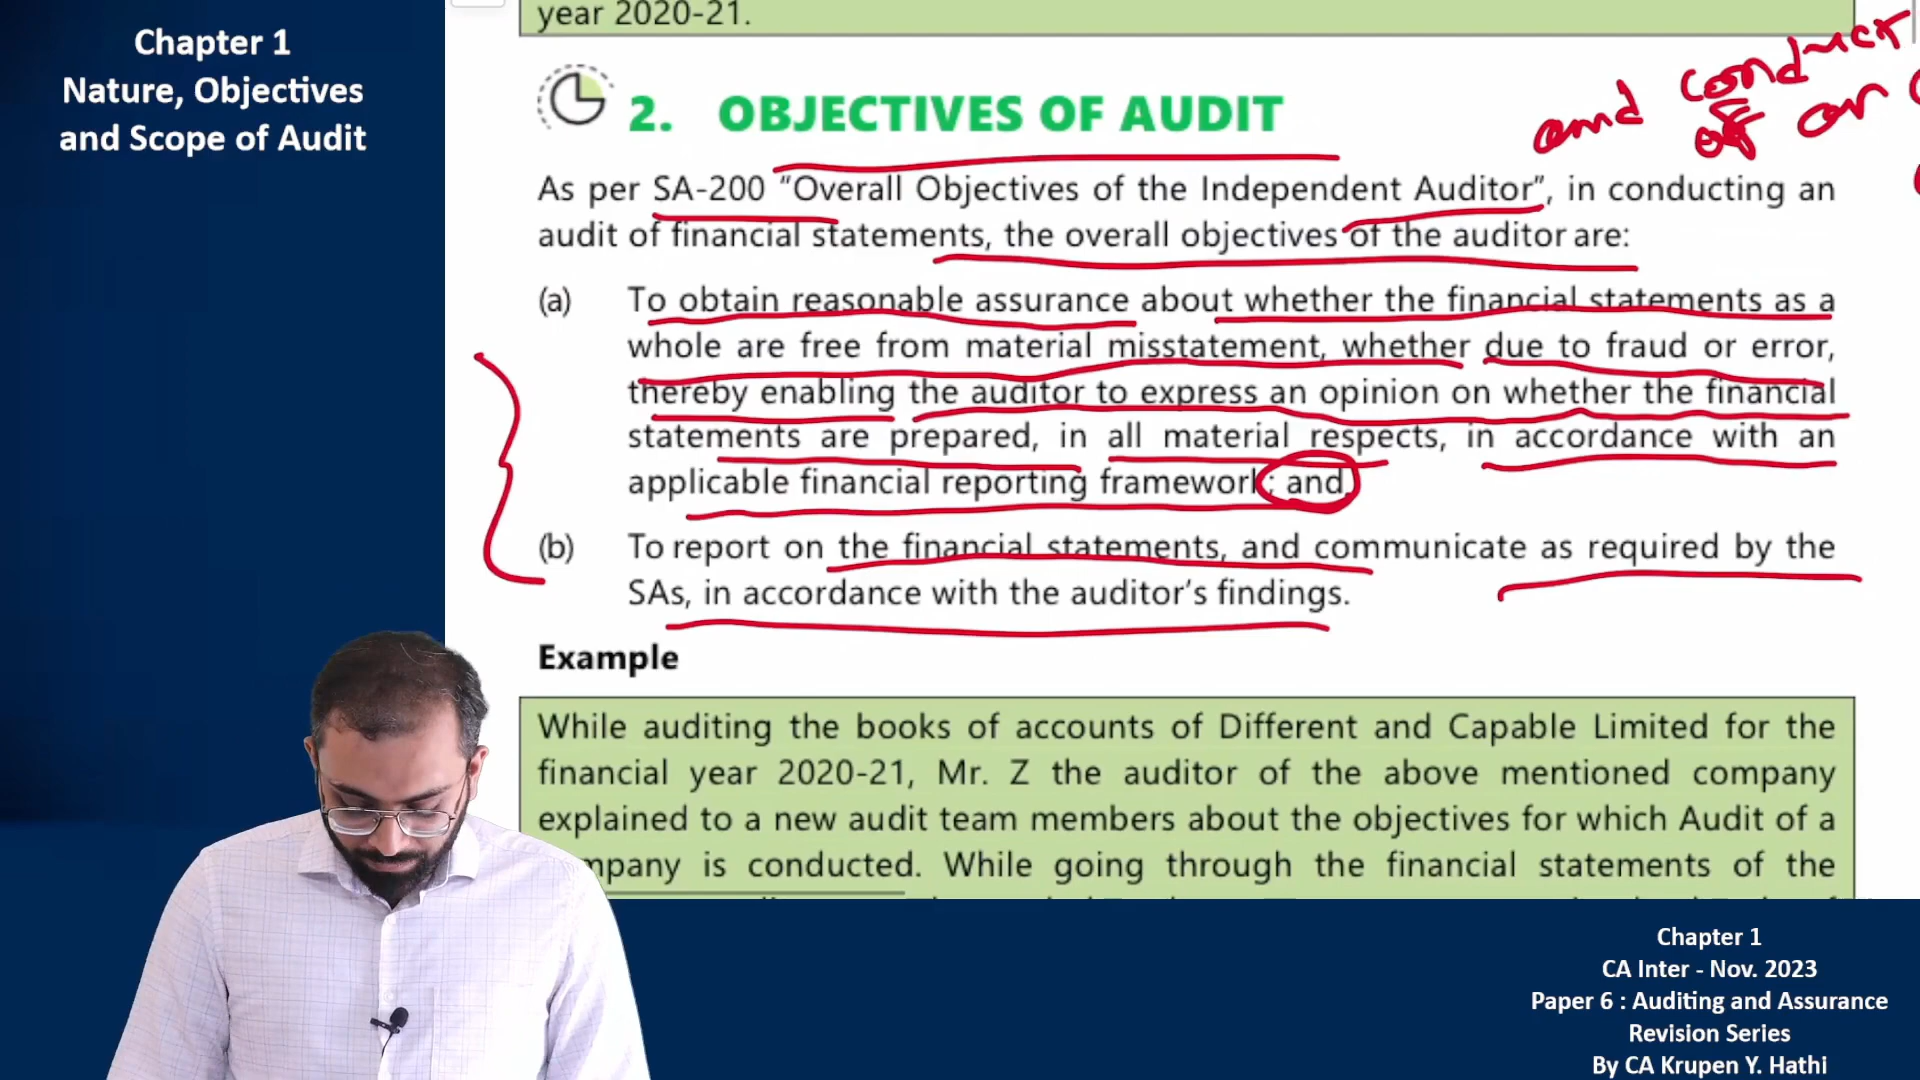 Chapter 1
Nature, Objectives
and Scope of Audit
year 2020-21.
and conduct
of an
2. OBJECTIVES OF AUDIT
As per SA-200 “Overall Objectives of the Independent Auditor”, in conducting an
audit of financial statements, the overall objectives of the auditor are:
(a) To obtain reasonable assurance about whether the financial statements as a
whole are free from material misstatement, whether due to fraud or error,
thereby enabling the auditor to express an opinion on whether the financial
statements are prepared, in all material respects, in accordance with an
applicable financial reporting framework; and
(b) To report on the financial statements, and communicate as required by the
SAs, in accordance with the auditor’s findings.
Example
While auditing the books of accounts of Different and Capable Limited for the
financial year 2020-21, Mr. Z the auditor of the above mentioned company
explained to a new audit team members about the objectives for which Audit of a
mpany is conducted. While going through the financial statements of the
Chapter 1
CA Inter - Nov. 2023
Paper 6 : Auditing and Assurance
Revision Series
By CA Krupen Y. Hathi